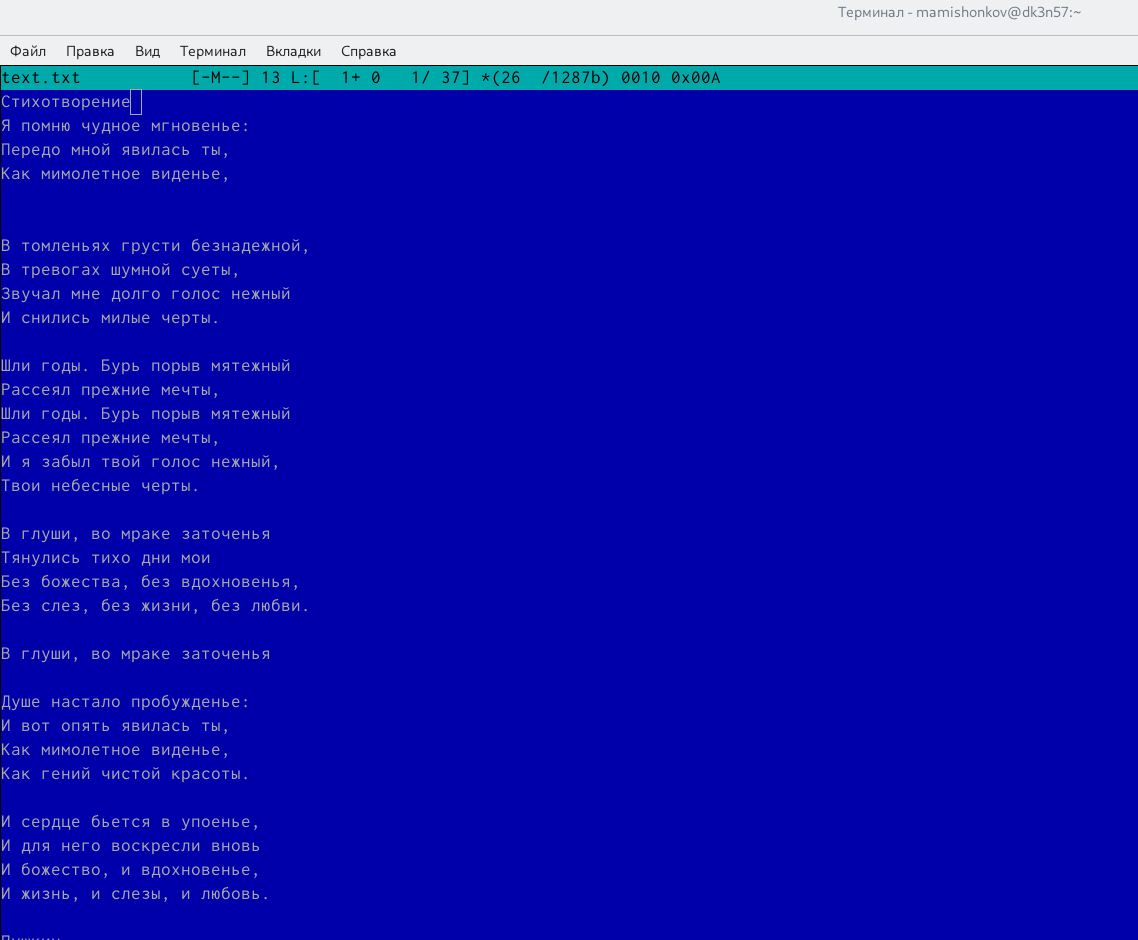 Терминал - mamishonkov@dk3n57:~
Файл Правка Вид Терминал Вкладки Справка
text.txt [-M--] 13 L:[ 1+ 0 1/ 37] *(26 /1287b) 0010 0x00A
Стихотворение
Я помню чудное мгновенье:
Передо мной явилась ты,
Как мимолетное виденье,
В томленьях грусти безнадежной,
В тревогах шумной суеты,
Звучал мне долго голос нежный
И снились милые черты.
Шли годы. Бурь порыв мятежный
Рассеял прежние мечты,
Шли годы. Бурь порыв мятежный
Рассеял прежние мечты,
И я забыл твой голос нежный,
Твои небесные черты.
В глуши, во мраке заточенья
Тянулись тихо дни мои
Без божества, без вдохновенья,
Без слез, без жизни, без любви.
В глуши, во мраке заточенья
Душе настало пробужденье:
И вот опять явилась ты,
Как мимолетное виденье,
Как гений чистой красоты.
И сердце бьется в упоенье,
И для него воскресли вновь
И божество, и вдохновенье,
И жизнь, и слезы, и любовь.